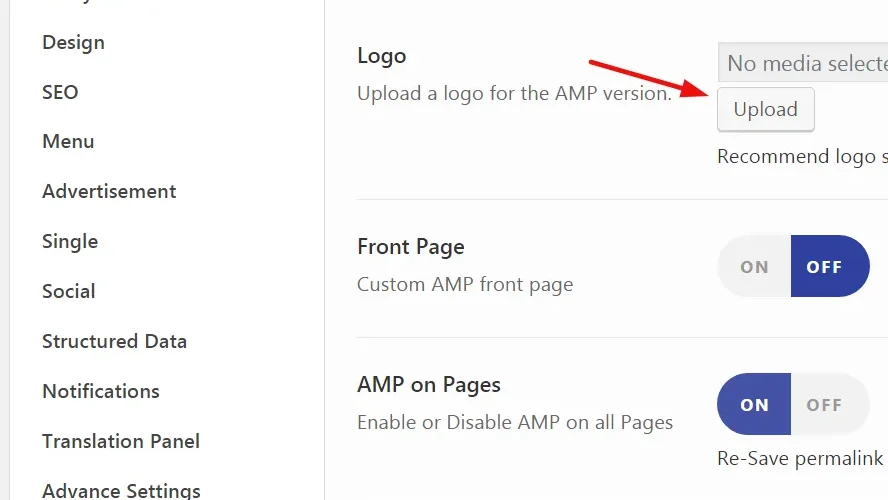 Design
SEO
Menu
Advertisement
Single
Social
Structured Data
Notifications
Translation Panel
Advance Settings
Logo
Upload a logo for the AMP version.
No media selecte
Upload
Recommend logo s
Front Page
Custom AMP front page
ON OFF
AMP on Pages
Enable or Disable AMP on all Pages
ON OFF
Re-Save permalink